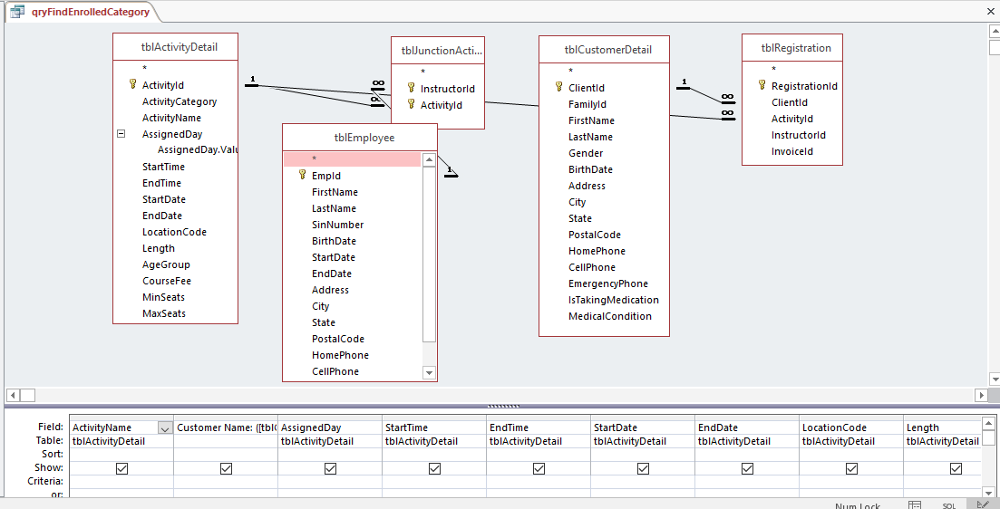 qryFindEnrolledCategory
tblActivityDetail
*
ActivityId
ActivityCategory
ActivityName
AssignedDay
AssignedDay.Valu
StartTime
EndTime
StartDate
EndDate
LocationCode
Length
AgeGroup
CourseFee
MinSeats
MaxSeats
1
∞
∞
tblJunctionActi...
*
InstructorId
ActivityId
tblEmployee
*
EmpId
FirstName
LastName
SinNumber
BirthDate
StartDate
EndDate
Address
City
State
PostalCode
HomePhone
CellPhone
1
tblCustomerDetail
*
ClientId
FamilyId
FirstName
LastName
Gender
BirthDate
Address
City
State
PostalCode
HomePhone
CellPhone
EmergencyPhone
IsTakingMedication
MedicalCondition
1
∞
∞
tblRegistration
*
RegistrationId
ClientId
ActivityId
InstructorId
InvoiceId
Field: ActivityName Customer Name: ([tblC AssignedDay StartTime EndTime StartDate EndDate LocationCode Length
Table: tblActivityDetail tblActivityDetail tblActivityDetail tblActivityDetail tblActivityDetail tblActivityDetail tblActivityDetail tblActivityDetail
Sort:
Show:
Criteria:
or:
Num Lock SQL